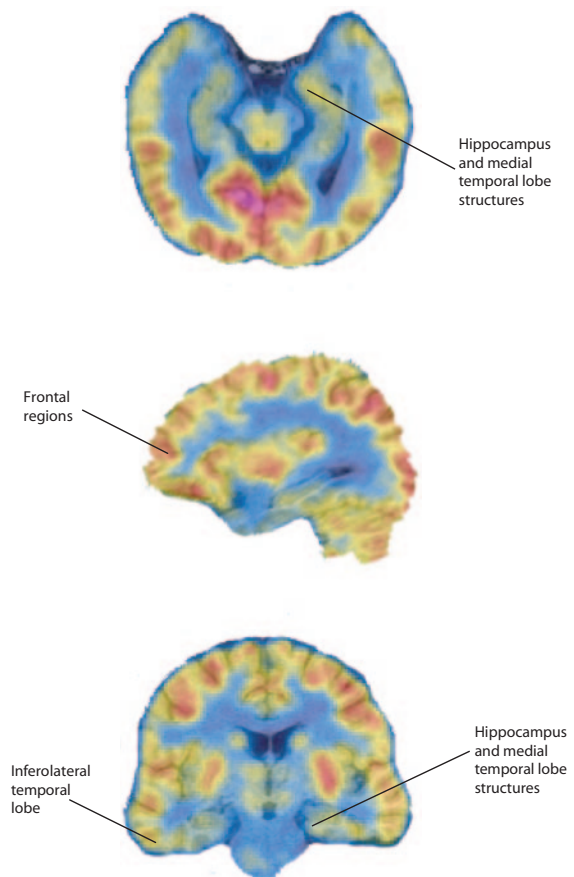 Hippocampus
and medial
temporal lobe
structures
Frontal
regions
Inferolateral
temporal
lobe
Hippocampus
and medial
temporal lobe
structures